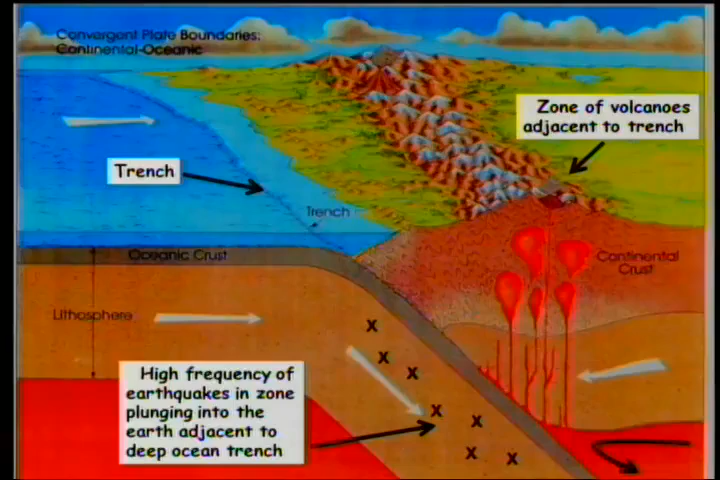 Convergent Plate Boundaries:
Continental-Oceanic
Zone of volcanoes
adjacent to trench
Trench
Trench
Oceanic Crust
Continental
Crust
Lithosphere
X
X
X
X
X
X
X
High frequency of
earthquakes in zone
plunging into the
earth adjacent to
deep ocean trench